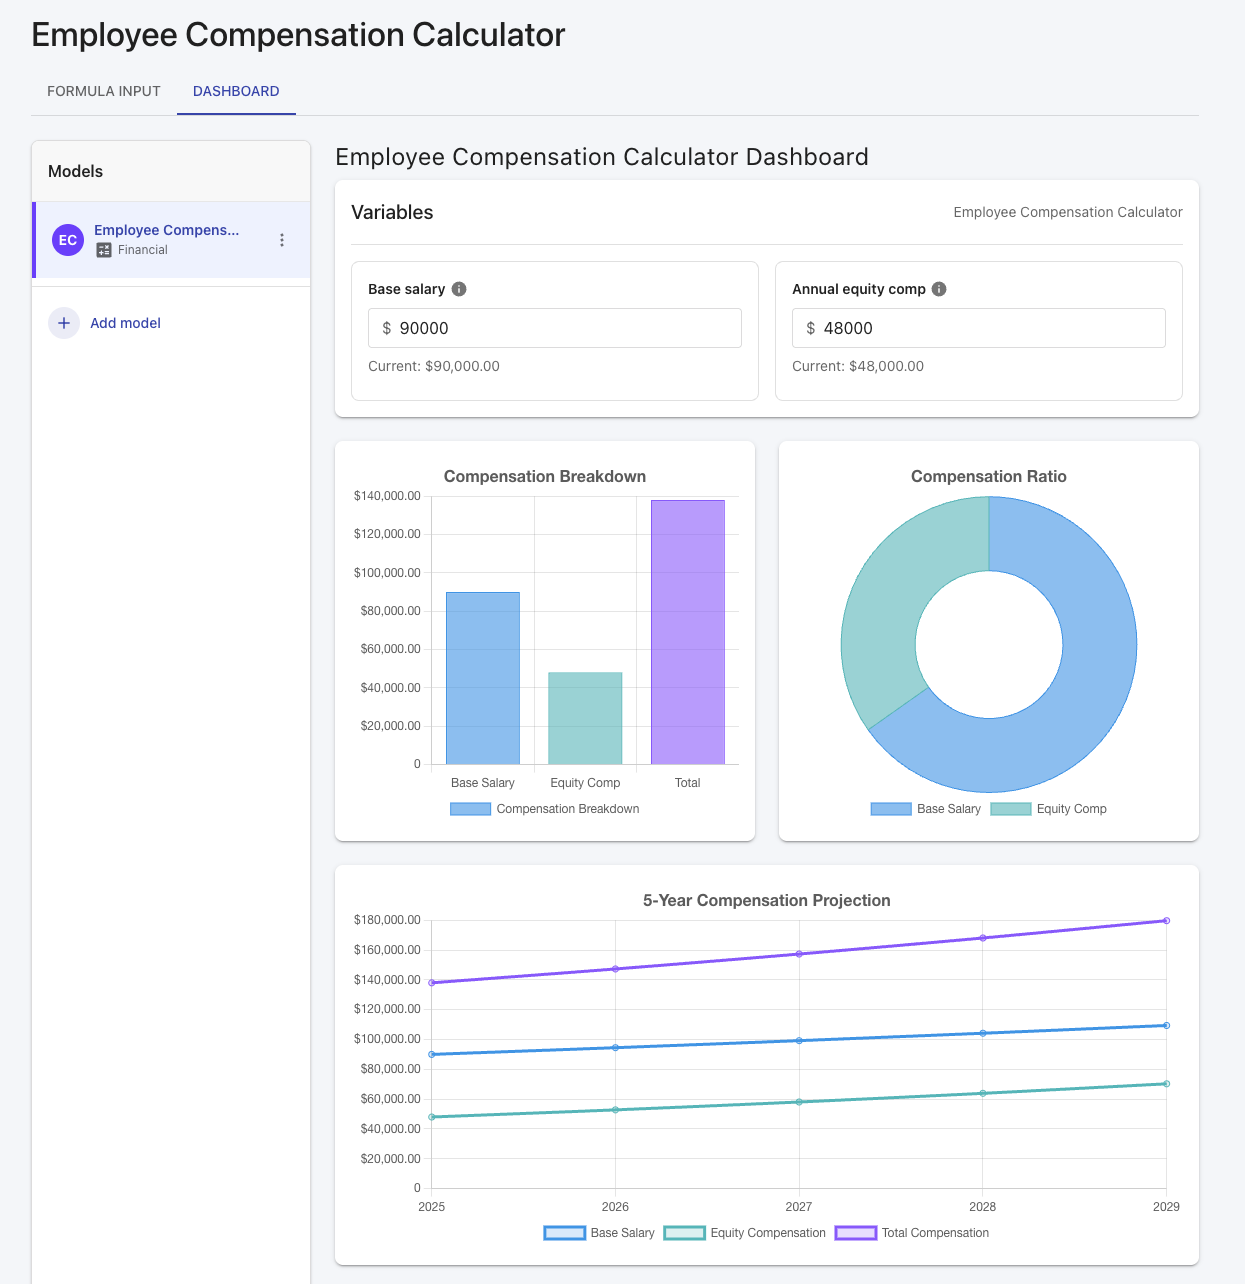 Employee Compensation Calculator
FORMULA INPUT
DASHBOARD
Models
EC
Employee Compens...
Financial
+ Add model
Employee Compensation Calculator Dashboard
Variables
Employee Compensation Calculator
Base salary
$ 90000
Current: $90,000.00
Annual equity comp
$ 48000
Current: $48,000.00
Compensation Breakdown
$140,000.00
$120,000.00
$100,000.00
$80,000.00
$60,000.00
$40,000.00
$20,000.00
0
Base Salary
Equity Comp
Total
Compensation Breakdown
Compensation Ratio
Base Salary
Equity Comp
5-Year Compensation Projection
$180,000.00
$160,000.00
$140,000.00
$120,000.00
$100,000.00
$80,000.00
$60,000.00
$40,000.00
$20,000.00
0
2025
2026
2027
2028
2029
Base Salary
Equity Compensation
Total Compensation